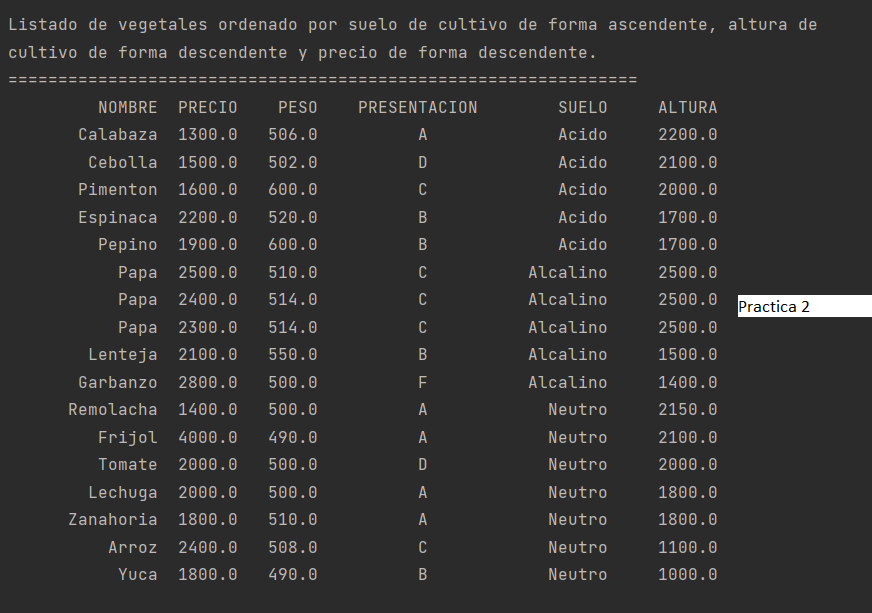 Listado de vegetales ordenado por suelo de cultivo de forma ascendente, altura de
cultivo de forma descendente y precio de forma descendente.
===============================================================
NOMBRE PRECIO PESO PRESENTACION SUELO ALTURA
Calabaza 1300.0 506.0 A Acido 2200.0
Cebolla 1500.0 502.0 D Acido 2100.0
Pimenton 1600.0 600.0 C Acido 2000.0
Espinaca 2200.0 520.0 B Acido 1700.0
Pepino 1900.0 600.0 B Acido 1700.0
Papa 2500.0 510.0 C Alcalino 2500.0
Papa 2400.0 514.0 C Alcalino 2500.0
Practica 2
Papa 2300.0 514.0 C Alcalino 2500.0
Lenteja 2100.0 550.0 B Alcalino 1500.0
Garbanzo 2800.0 500.0 F Alcalino 1400.0
Remolacha 1400.0 500.0 A Neutro 2150.0
Frijol 4000.0 490.0 A Neutro 2100.0
Tomate 2000.0 500.0 D Neutro 2000.0
Lechuga 2000.0 500.0 A Neutro 1800.0
Zanahoria 1800.0 510.0 A Neutro 1800.0
Arroz 2400.0 508.0 C Neutro 1100.0
Yuca 1800.0 490.0 B Neutro 1000.0